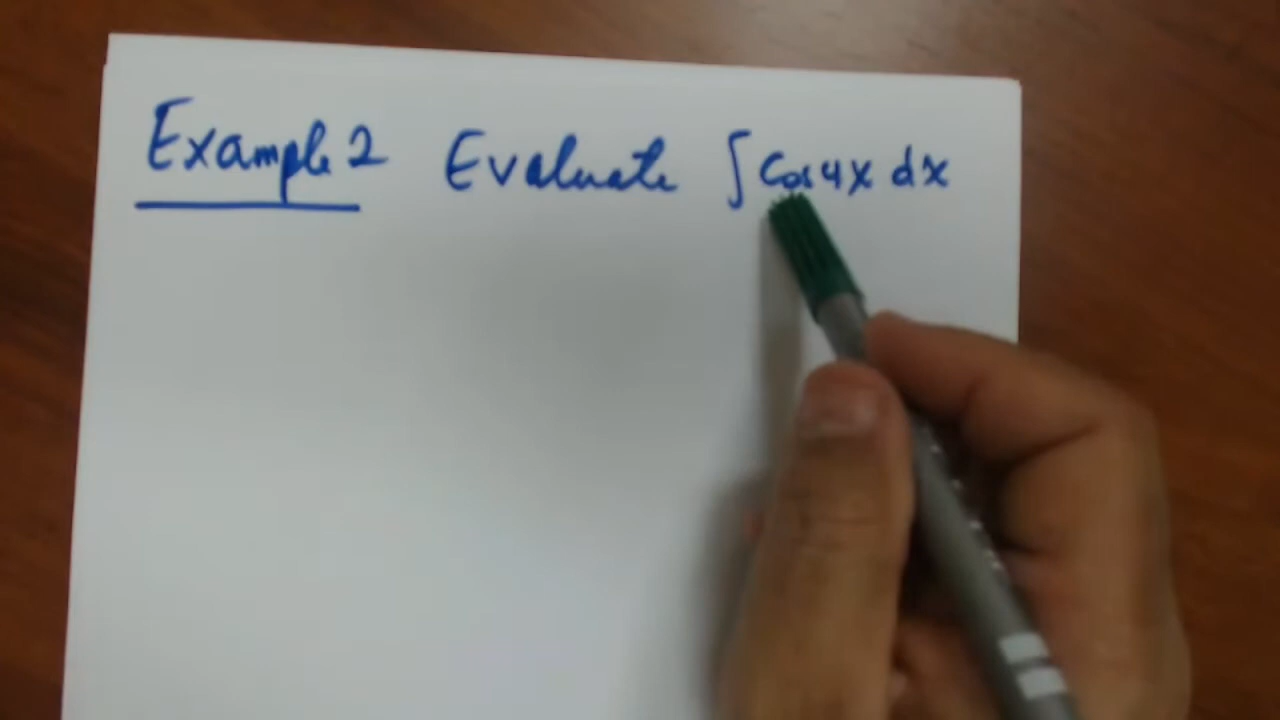 Example 2 Evaluate ∫ Cos 4x dx